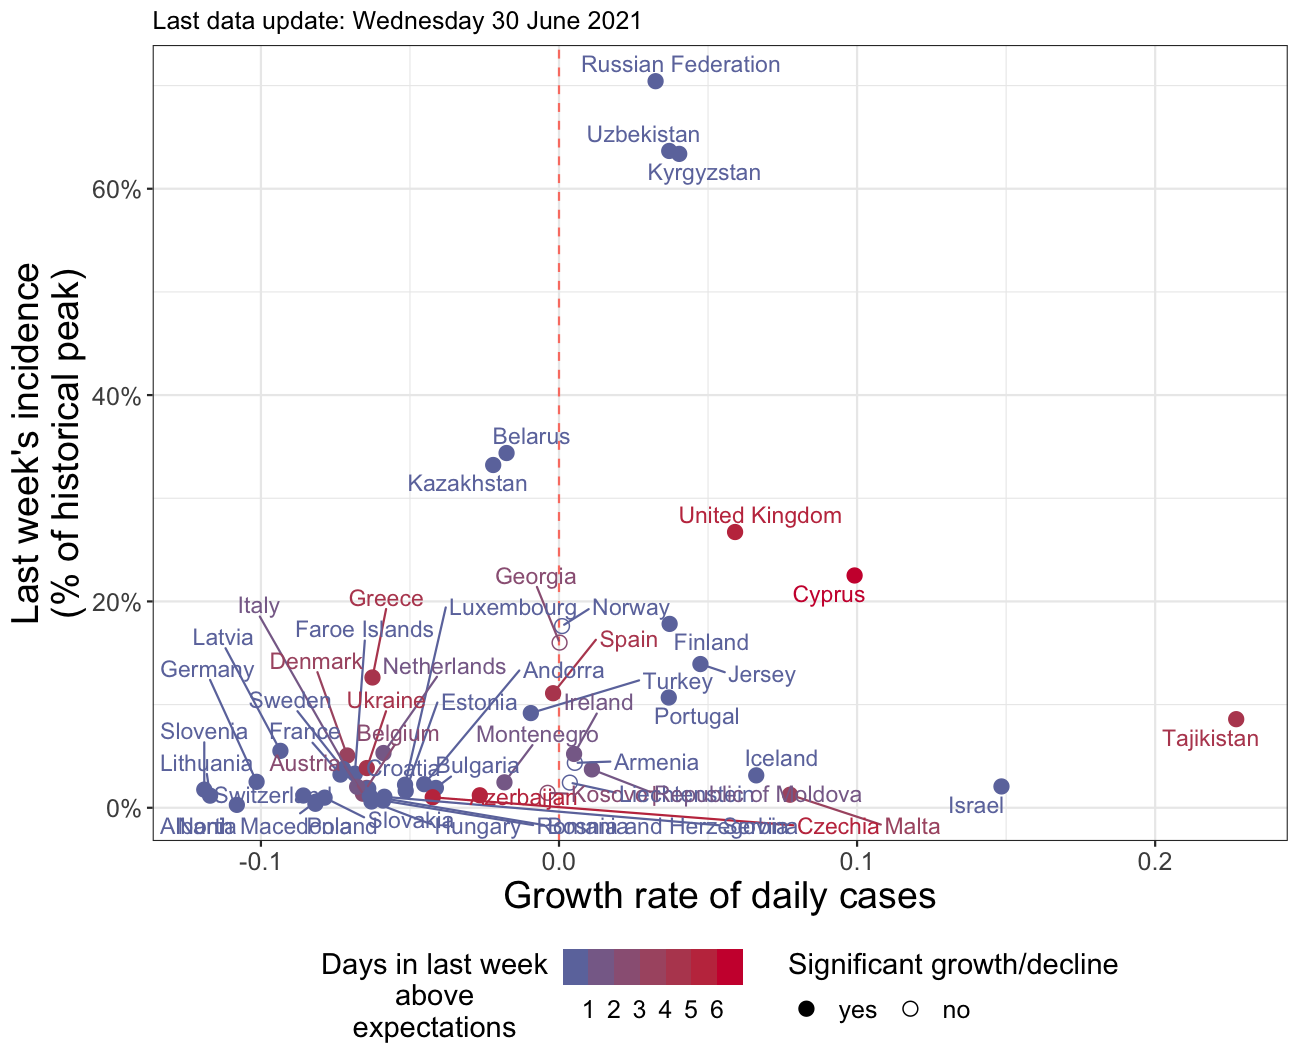 Last data update: Wednesday 30 June 2021
Last week's incidence
(% of historical peak)
60%
40%
20%
0%
Russian Federation
Uzbekistan
Kyrgyzstan
Belarus
Kazakhstan
United Kingdom
Georgia
Cyprus
Italy
Greece
Luxembourg
Norway
Latvia
Faroe Islands
Spain
Finland
Germany
Denmark
Netherlands
Andorra
Turkey
Jersey
Sweden
Ukraine
Estonia
Ireland
Portugal
Slovenia
France
Belgium
Montenegro
Tajikistan
Lithuania
Austria
Croatia
Bulgaria
Armenia
Iceland
Switzerland
Azerbaijan
Kosovo
Liechtenstein
Republic of Moldova
Israel
Albania
North Macedonia
Poland
Slovakia
Hungary
Romania
Bosnia and Herzegovina
Serbia
Czechia
Malta
-0.1
0.0
0.1
0.2
Growth rate of daily cases
Days in last week
above
expectations
1 2 3 4 5 6
Significant growth/decline
yes
no